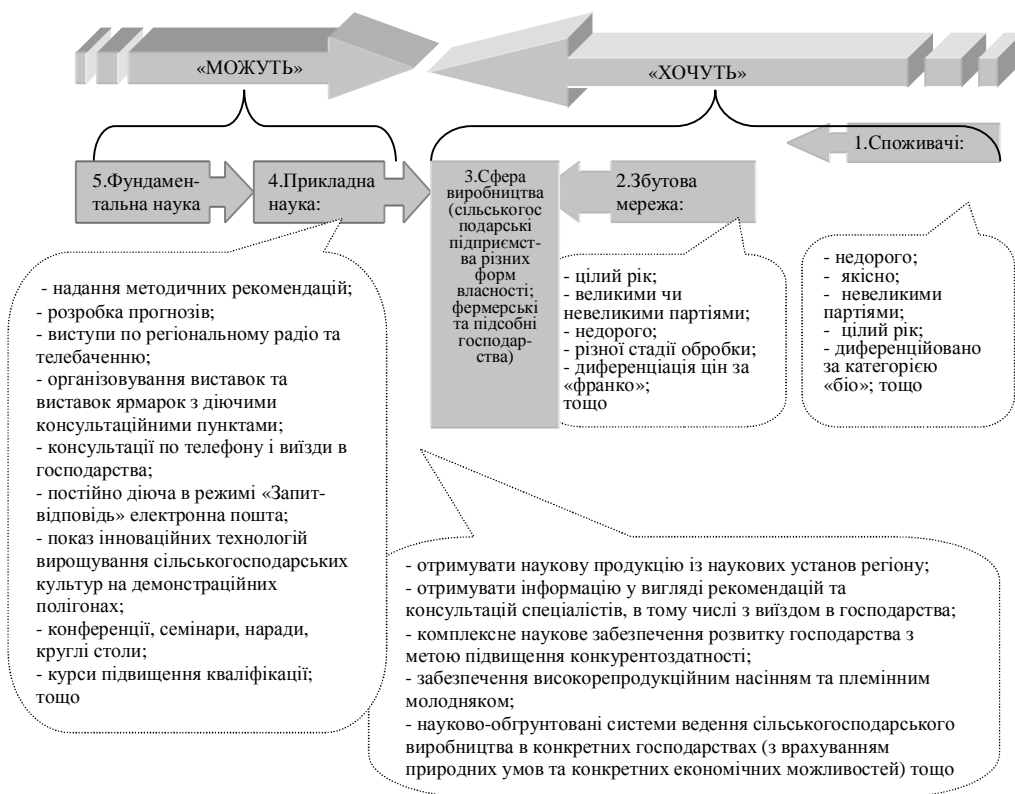 «МОЖУТЬ»
«ХОЧУТЬ»
1.Споживачі:
5.Фундамен-
тальна наука
4.Прикладна
наука:
3.Сфера
виробництва
(сільськогос
подарські
підприємст-
ва різних
форм
власності;
фермерські
та підсобні
господар-
ства)
2.Збутова
мережа:
- надання методичних рекомендацій;
- розробка прогнозів;
- виступи по регіональному радіо та
телебаченню;
- організовування виставок та
виставок ярмарок з діючими
консультаційними пунктами;
- консультації по телефону і виїзди в
господарства;
- постійно діюча в режимі «Запит-
відповідь» електронна пошта;
- показ інноваційних технологій
вирощування сільськогосподарських
культур на демонстраційних
полігонах;
- конференції, семінари, наради,
круглі столи;
- курси підвищення кваліфікації;
тощо
- цілий рік;
- великими чи
невеликими партіями;
- недорого;
- різної стадії обробки;
- диференціація цін за
«франко»;
тощо
- недорого;
- якісно;
- невеликими
партіями;
- цілий рік;
- диференційовано
за категорією
«біо»; тощо
- отримувати наукову продукцію із наукових установ регіону;
- отримувати інформацію у вигляді рекомендацій та
консультацій спеціалістів, в тому числі з виїздом в господарства;
- комплексне наукове забезпечення розвитку господарства з
метою підвищення конкурентоздатності;
- забезпечення високорепродукційним насінням та племінним
молодняком;
- науково-обгрунтовані системи ведення сільськогосподарського
виробництва в конкретних господарствах (з врахуванням
природних умов та конкретних економічних можливостей) тощо